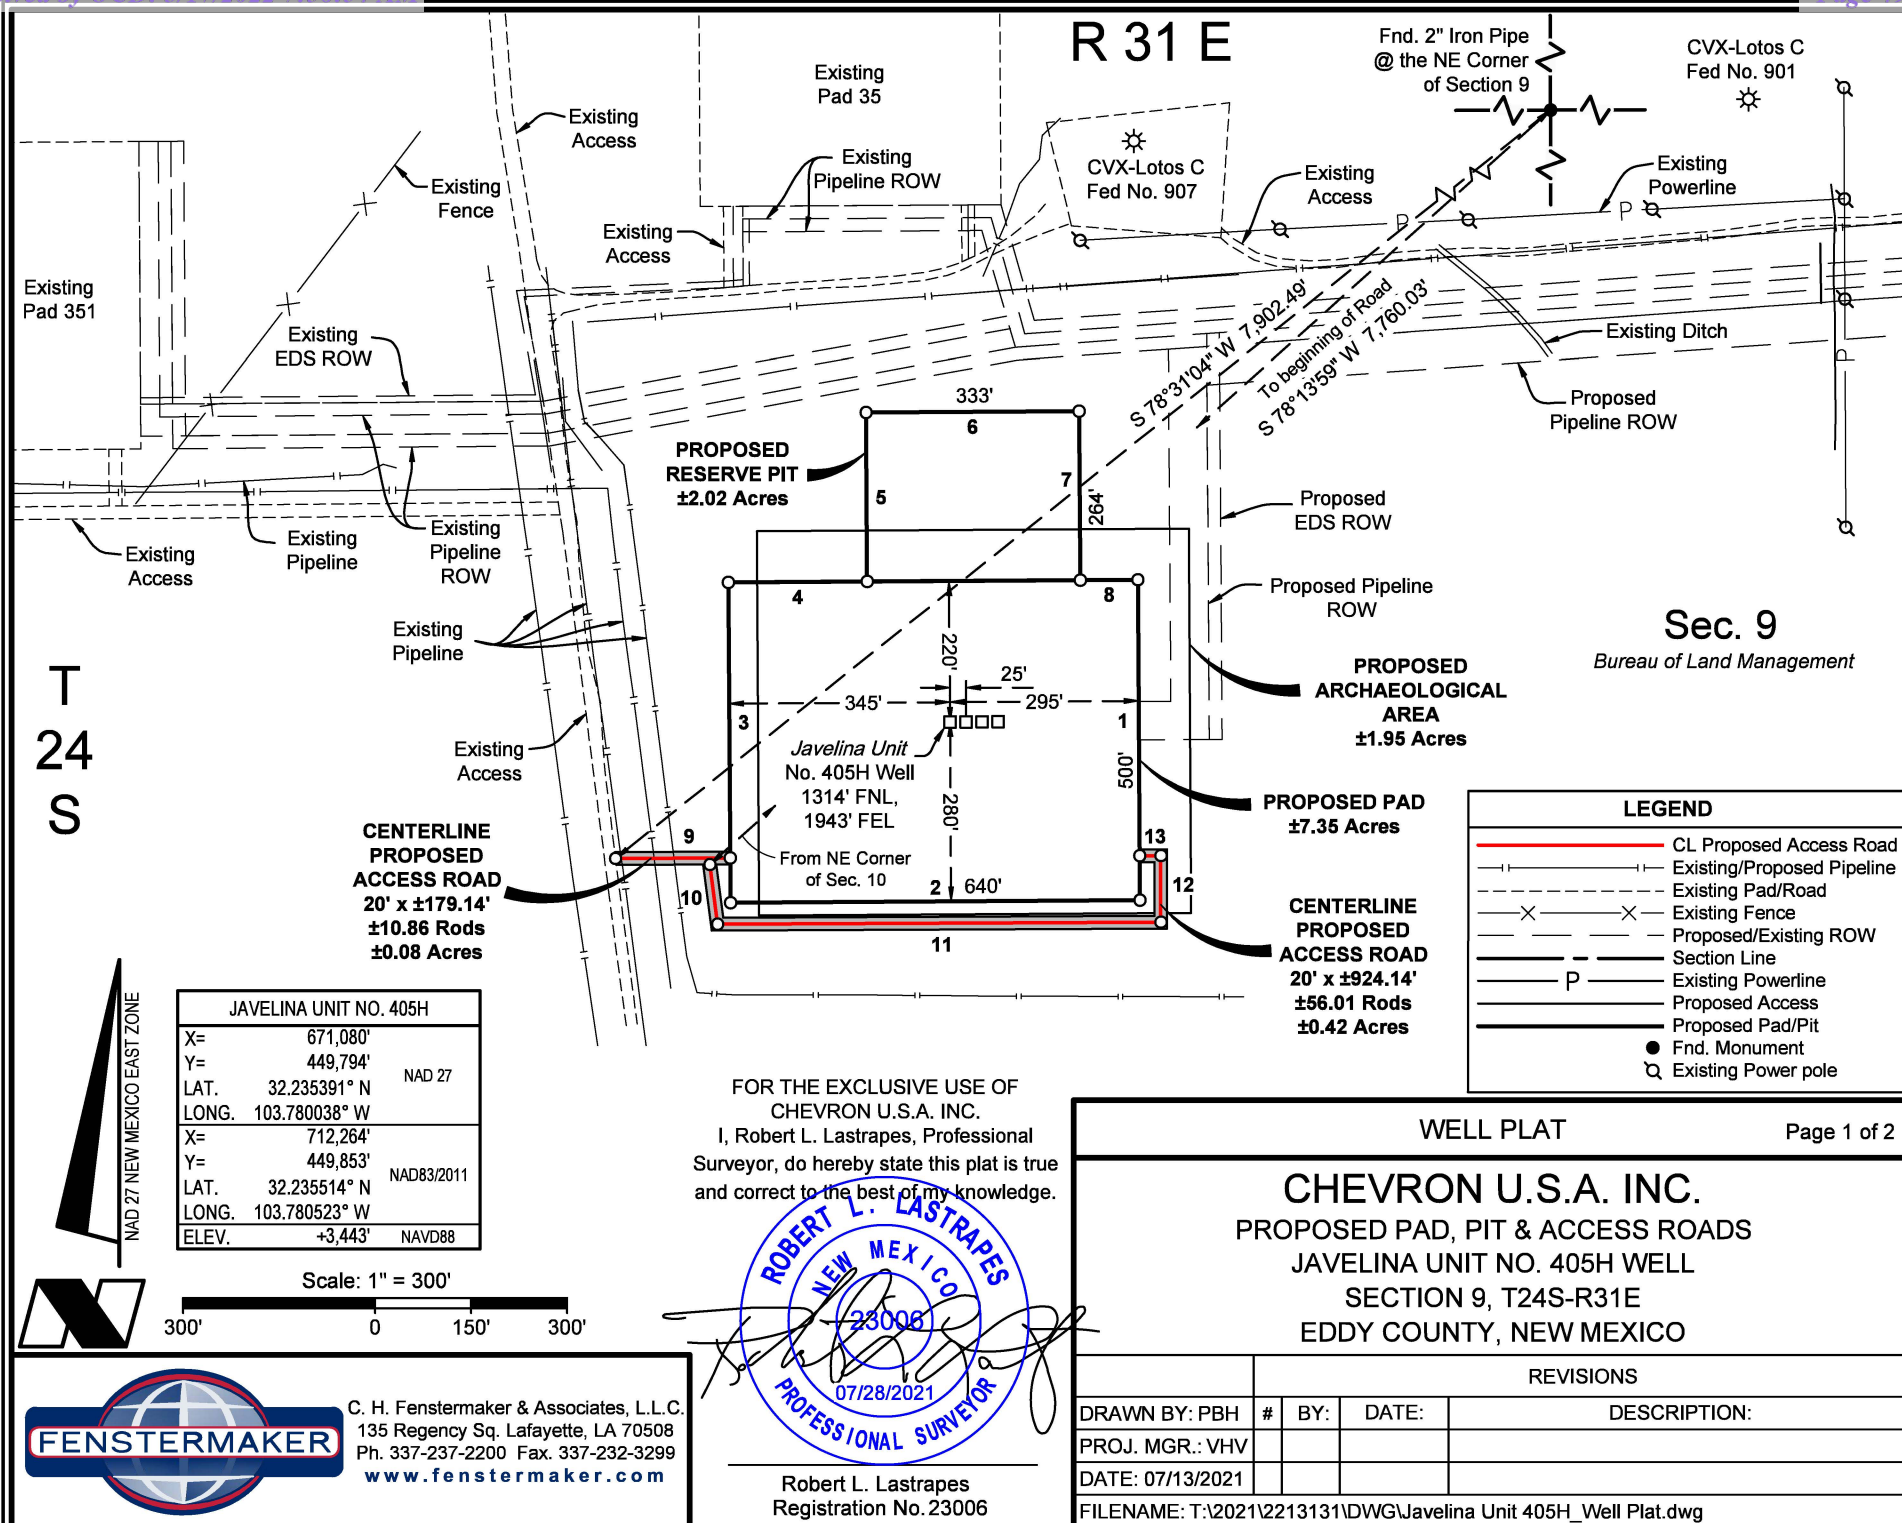 R 31 E
Fnd. 2" Iron Pipe
@ the NE Corner
of Section 9
CVX-Lotos C
Fed No. 901
Existing
Pad 35
Existing
Access
Existing
Pipeline ROW
CVX-Lotos C
Fed No. 907
Existing
Access
Existing
Powerline
P
P
Existing
Fence
Existing
Access
Existing
Pad 351
Existing
EDS ROW
S 78°31'04" W 7,902.49'
To beginning of Road
S 78°13'59" W 7,760.03'
Existing Ditch
P
Proposed
Pipeline ROW
333'
6
PROPOSED
RESERVE PIT
±2.02 Acres
5
7
264'
Proposed
EDS ROW
Existing
Access
Existing
Pipeline
Existing
Pipeline
ROW
4
8
Proposed Pipeline
ROW
Existing
Pipeline
Sec. 9
Bureau of Land Management
T
24
S
220'
25'
345'
295'
3
1
PROPOSED
ARCHAEOLOGICAL
AREA
±1.95 Acres
Existing
Access
Javelina Unit
No. 405H Well
1314' FNL,
1943' FEL
280'
500'
PROPOSED PAD
±7.35 Acres
CENTERLINE
PROPOSED
ACCESS ROAD
20' x ±179.14'
±10.86 Rods
±0.08 Acres
9
10
From NE Corner
of Sec. 10
2
640'
13
12
11
CENTERLINE
PROPOSED
ACCESS ROAD
20' x ±924.14'
±56.01 Rods
±0.42 Acres
LEGEND
CL Proposed Access Road
Existing/Proposed Pipeline
Existing Pad/Road
Existing Fence
Proposed/Existing ROW
Section Line
P Existing Powerline
Proposed Access
Proposed Pad/Pit
Fnd. Monument
Existing Power pole
NAD 27 NEW MEXICO EAST ZONE
JAVELINA UNIT NO. 405H
X= 671,080'
Y= 449,794'
LAT. 32.235391° N
LONG. 103.780038° W
NAD 27
X= 712,264'
Y= 449,853'
LAT. 32.235514° N
LONG. 103.780523° W
NAD83/2011
ELEV. +3,443' NAVD88
Scale: 1" = 300'
300' 0 150' 300'
FOR THE EXCLUSIVE USE OF
CHEVRON U.S.A. INC.
I, Robert L. Lastrapes, Professional
Surveyor, do hereby state this plat is true
and correct to the best of my knowledge.
ROBERT L. LASTRAPES
NEW MEXICO
23006
07/28/2021
PROFESSIONAL SURVEYOR
Robert L. Lastrapes
Registration No. 23006
FENSTERMAKER
C. H. Fenstermaker & Associates, L.L.C.
135 Regency Sq. Lafayette, LA 70508
Ph. 337-237-2200 Fax. 337-232-3299
www.fenstermaker.com
WELL PLAT
Page 1 of 2
CHEVRON U.S.A. INC.
PROPOSED PAD, PIT & ACCESS ROADS
JAVELINA UNIT NO. 405H WELL
SECTION 9, T24S-R31E
EDDY COUNTY, NEW MEXICO
REVISIONS
DRAWN BY: PBH # BY: DATE: DESCRIPTION:
PROJ. MGR.: VHV
DATE: 07/13/2021
FILENAME: T:\2021\2213131\DWG\Javelina Unit 405H_Well Plat.dwg